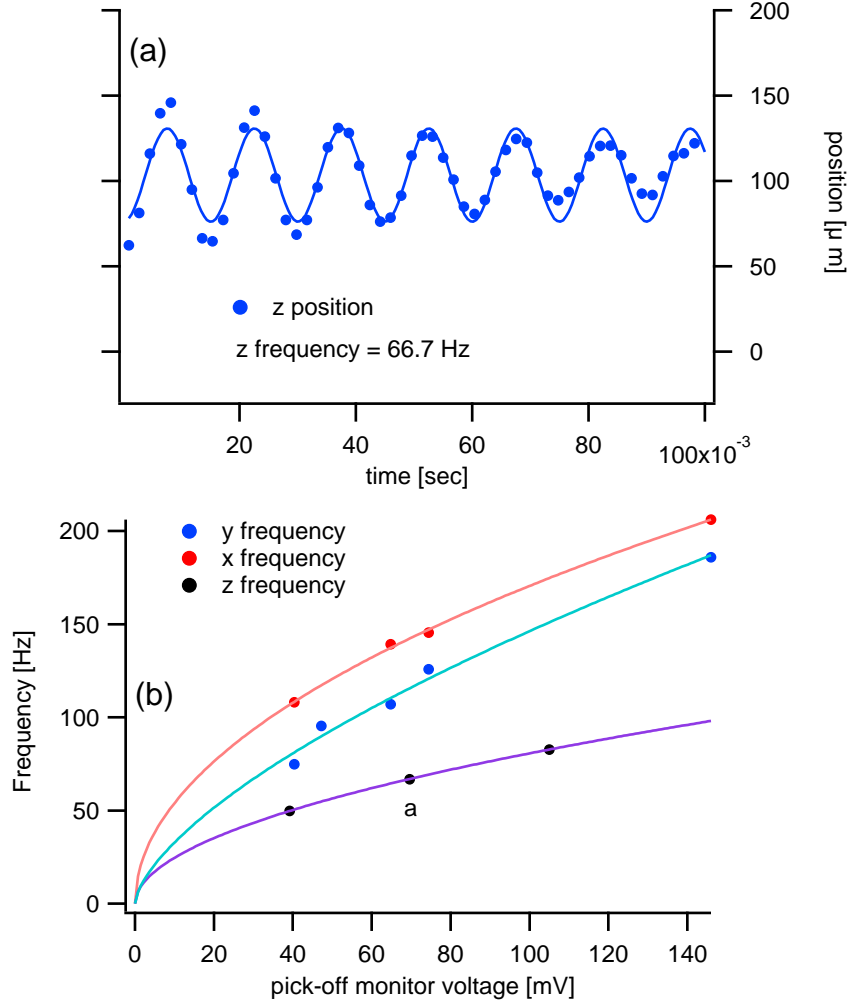 (a)
200
150
100
50
0
position [μ m]
z position
z frequency = 66.7 Hz
20
40
60
80
100x10⁻³
time [sec]
y frequency
x frequency
z frequency
(b)
a
200
150
100
50
0
Frequency [Hz]
0
20
40
60
80
100
120
140
pick-off monitor voltage [mV]